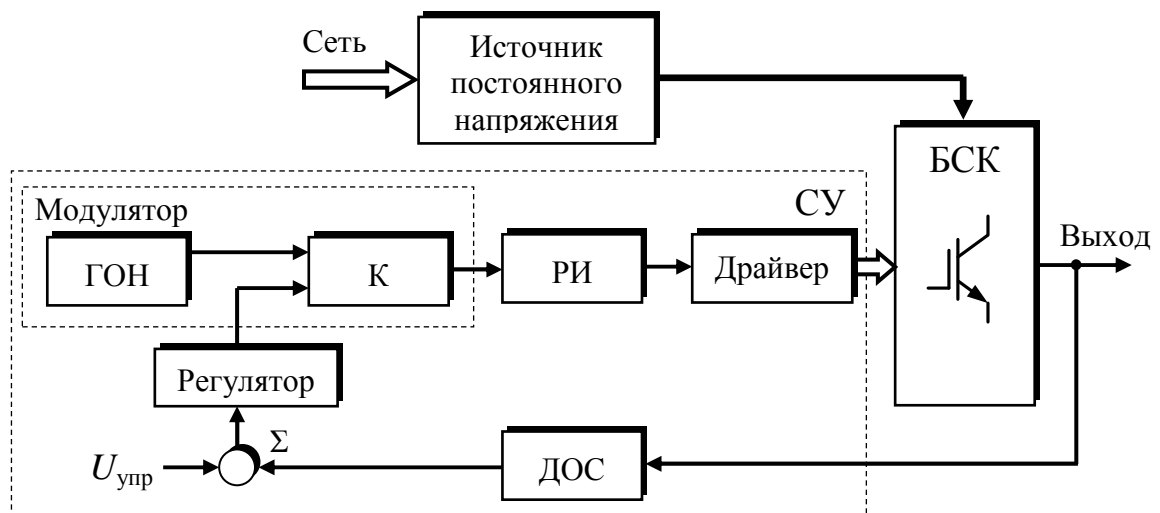 Сеть
Источник
постоянного
напряжения
БСК
Модулятор
СУ
Выход
ГОН
К
РИ
Драйвер
Регулятор
Σ
Uупр
ДОС